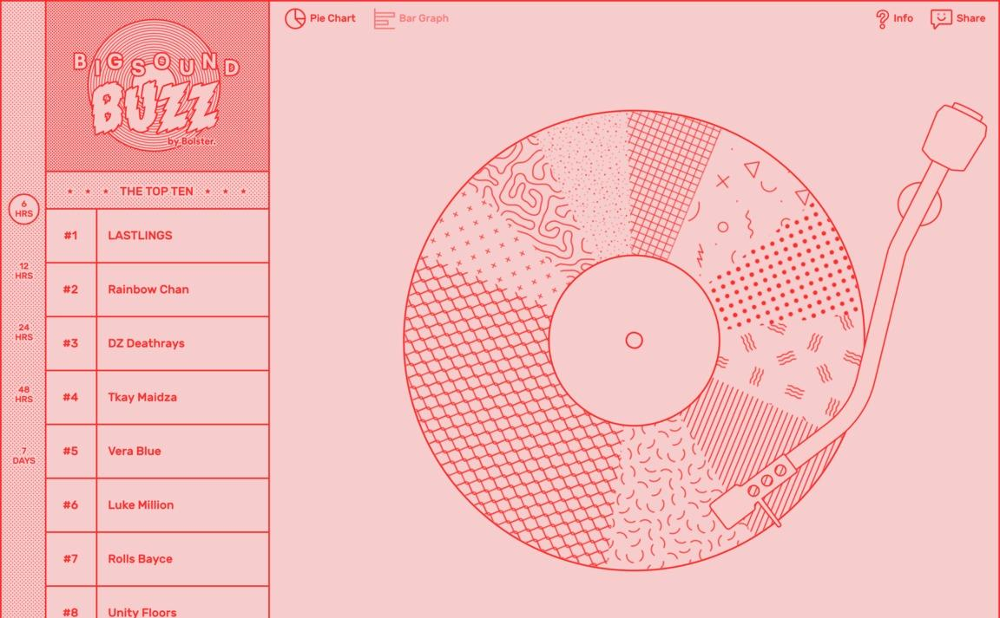 Pie Chart
Bar Graph
Info
Share
BIGSOUND
BUZZ
by Bolster.
THE TOP TEN
6
HRS
12
HRS
24
HRS
48
HRS
7
DAYS
#1 LASTLINGS
#2 Rainbow Chan
#3 DZ Deathrays
#4 Tkay Maidza
#5 Vera Blue
#6 Luke Million
#7 Rolls Bayce
#8 Unity Floors